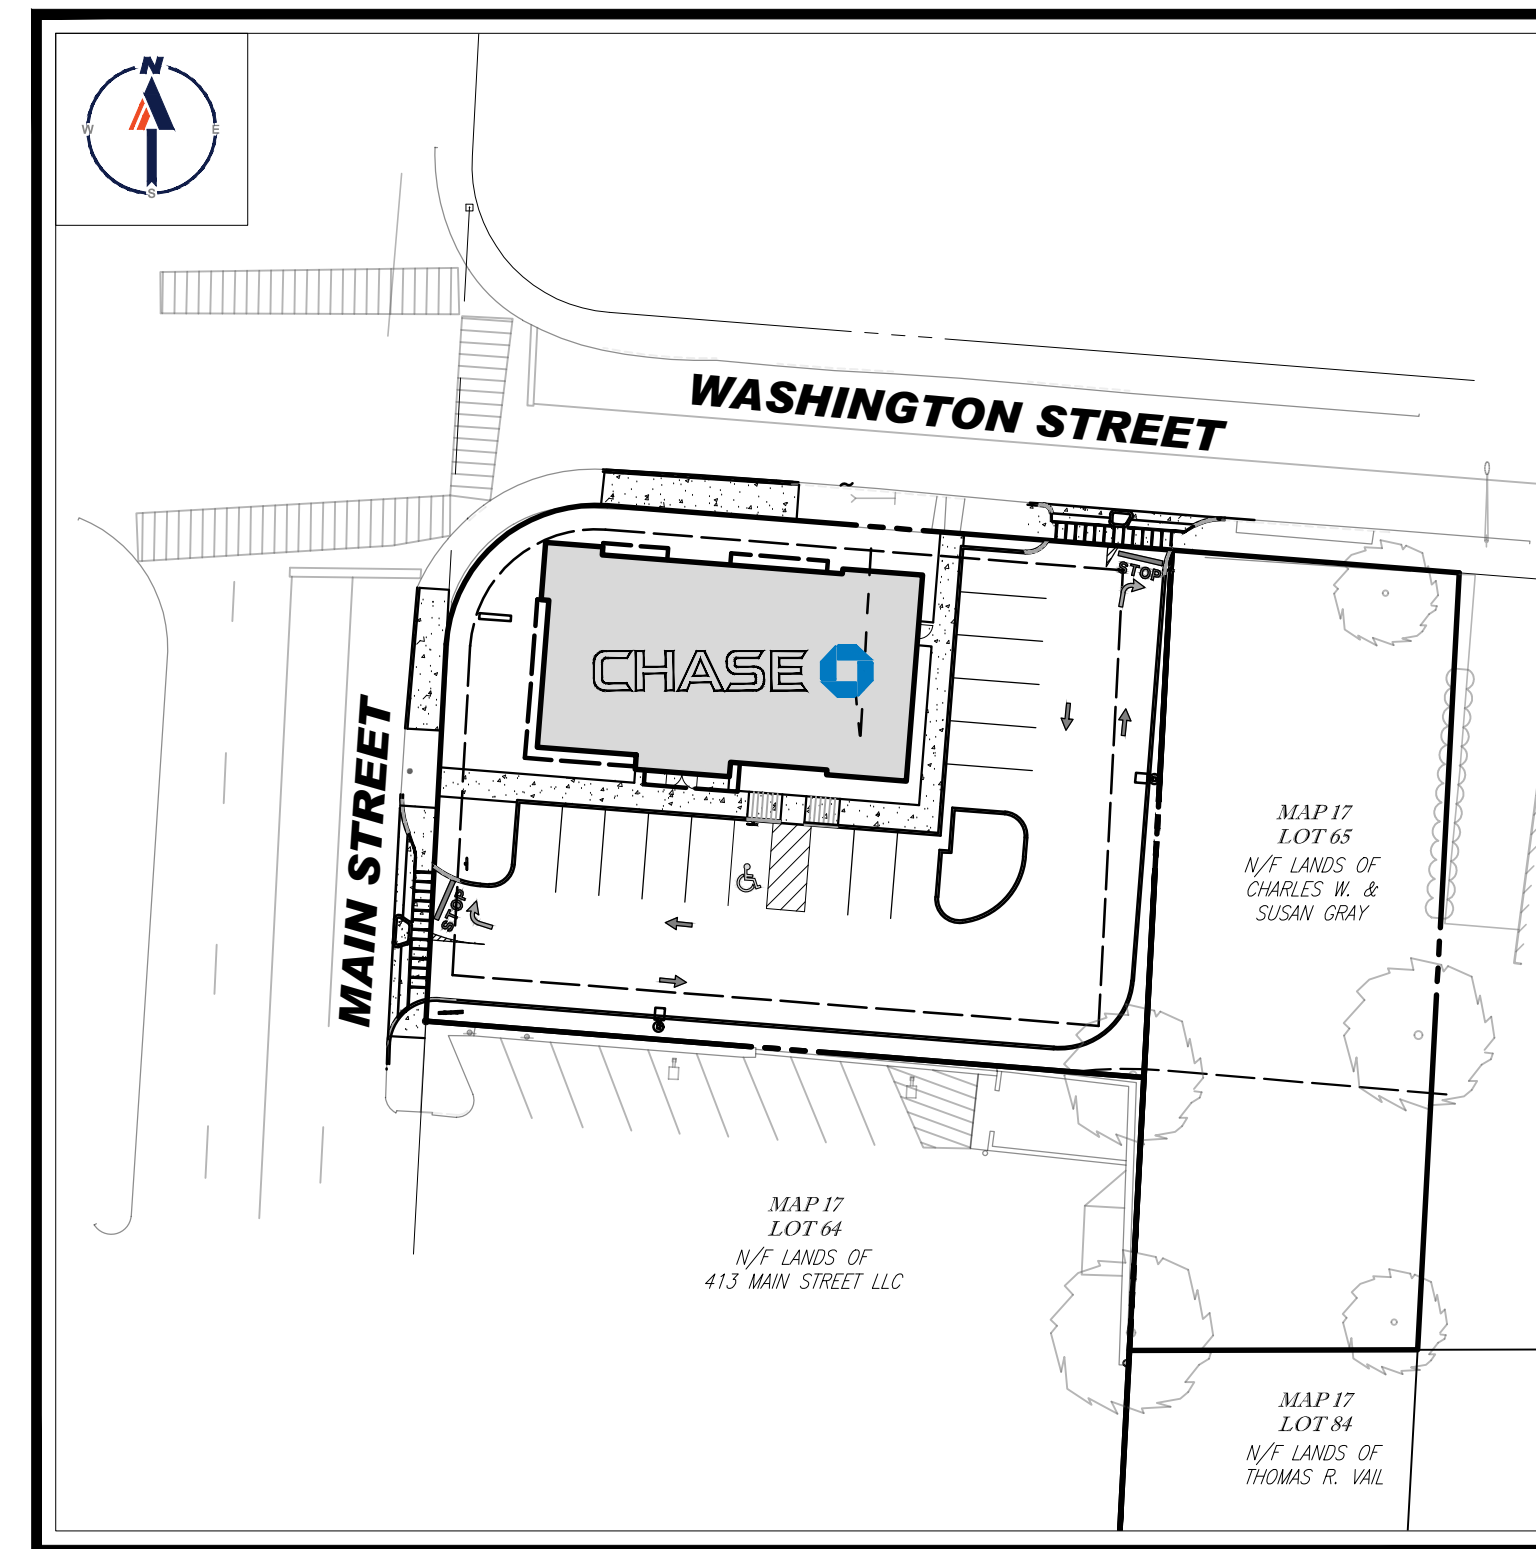 N
W
E
S
WASHINGTON STREET
STOP
CHASE
MAIN STREET
STOP
MAP 17
LOT 65
N/F LANDS OF
CHARLES W. &
SUSAN GRAY
MAP 17
LOT 64
N/F LANDS OF
413 MAIN STREET LLC
MAP 17
LOT 84
N/F LANDS OF
THOMAS R. VAIL